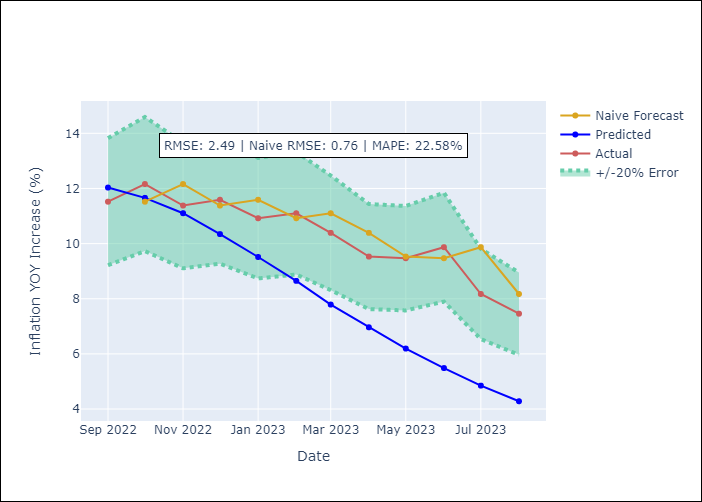 RMSE: 2.49 | Naive RMSE: 0.76 | MAPE: 22.58%
Naive Forecast
Predicted
Actual
+/-20% Error
Inflation YOY Increase (%)
14
12
10
8
6
4
Sep 2022
Nov 2022
Jan 2023
Mar 2023
May 2023
Jul 2023
Date